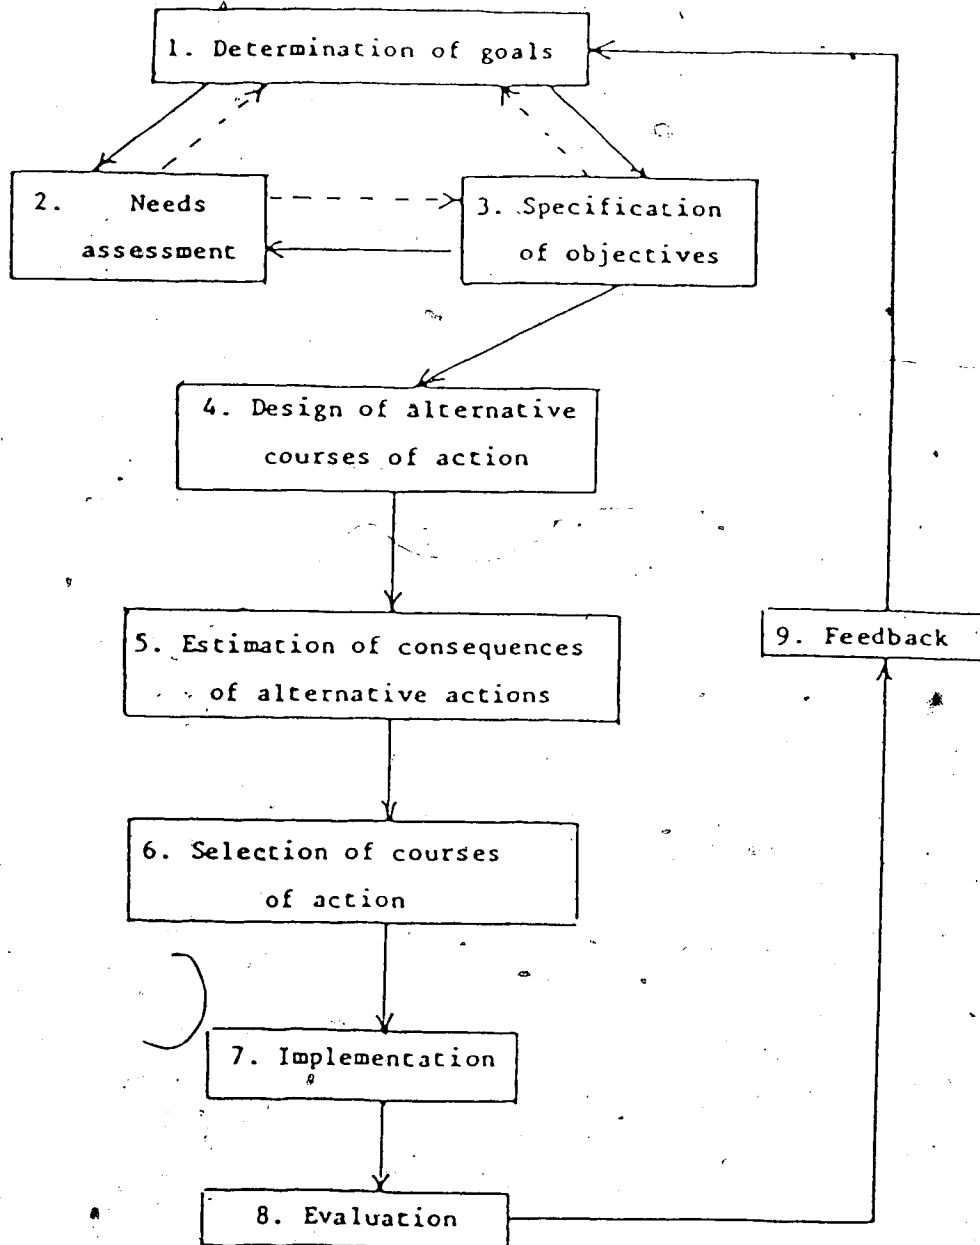 1. Determination of goals
2. Needs
assessment
3. Specification
of objectives
4. Design of alternative
courses of action
5. Estimation of consequences
of alternative actions
9. Feedback
6. Selection of courses
of action
7. Implementation
8. Evaluation